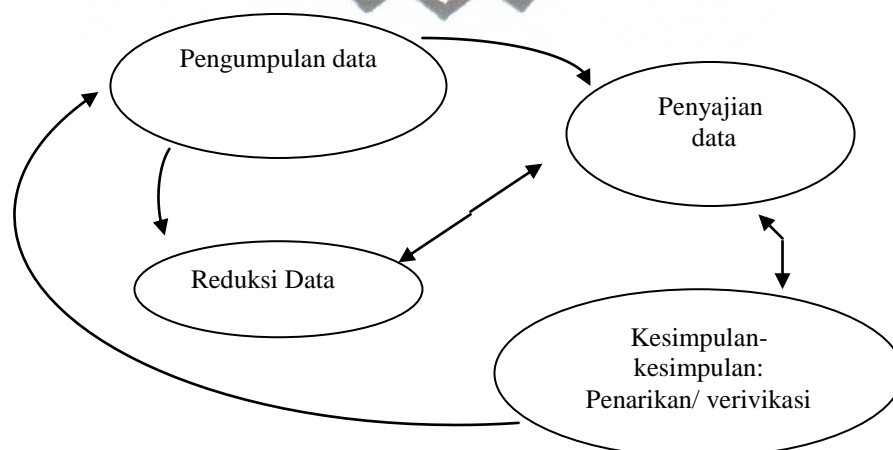 Pengumpulan data
Penyajian
data
Reduksi Data
Kesimpulan-
kesimpulan:
Penarikan/ verivikasi